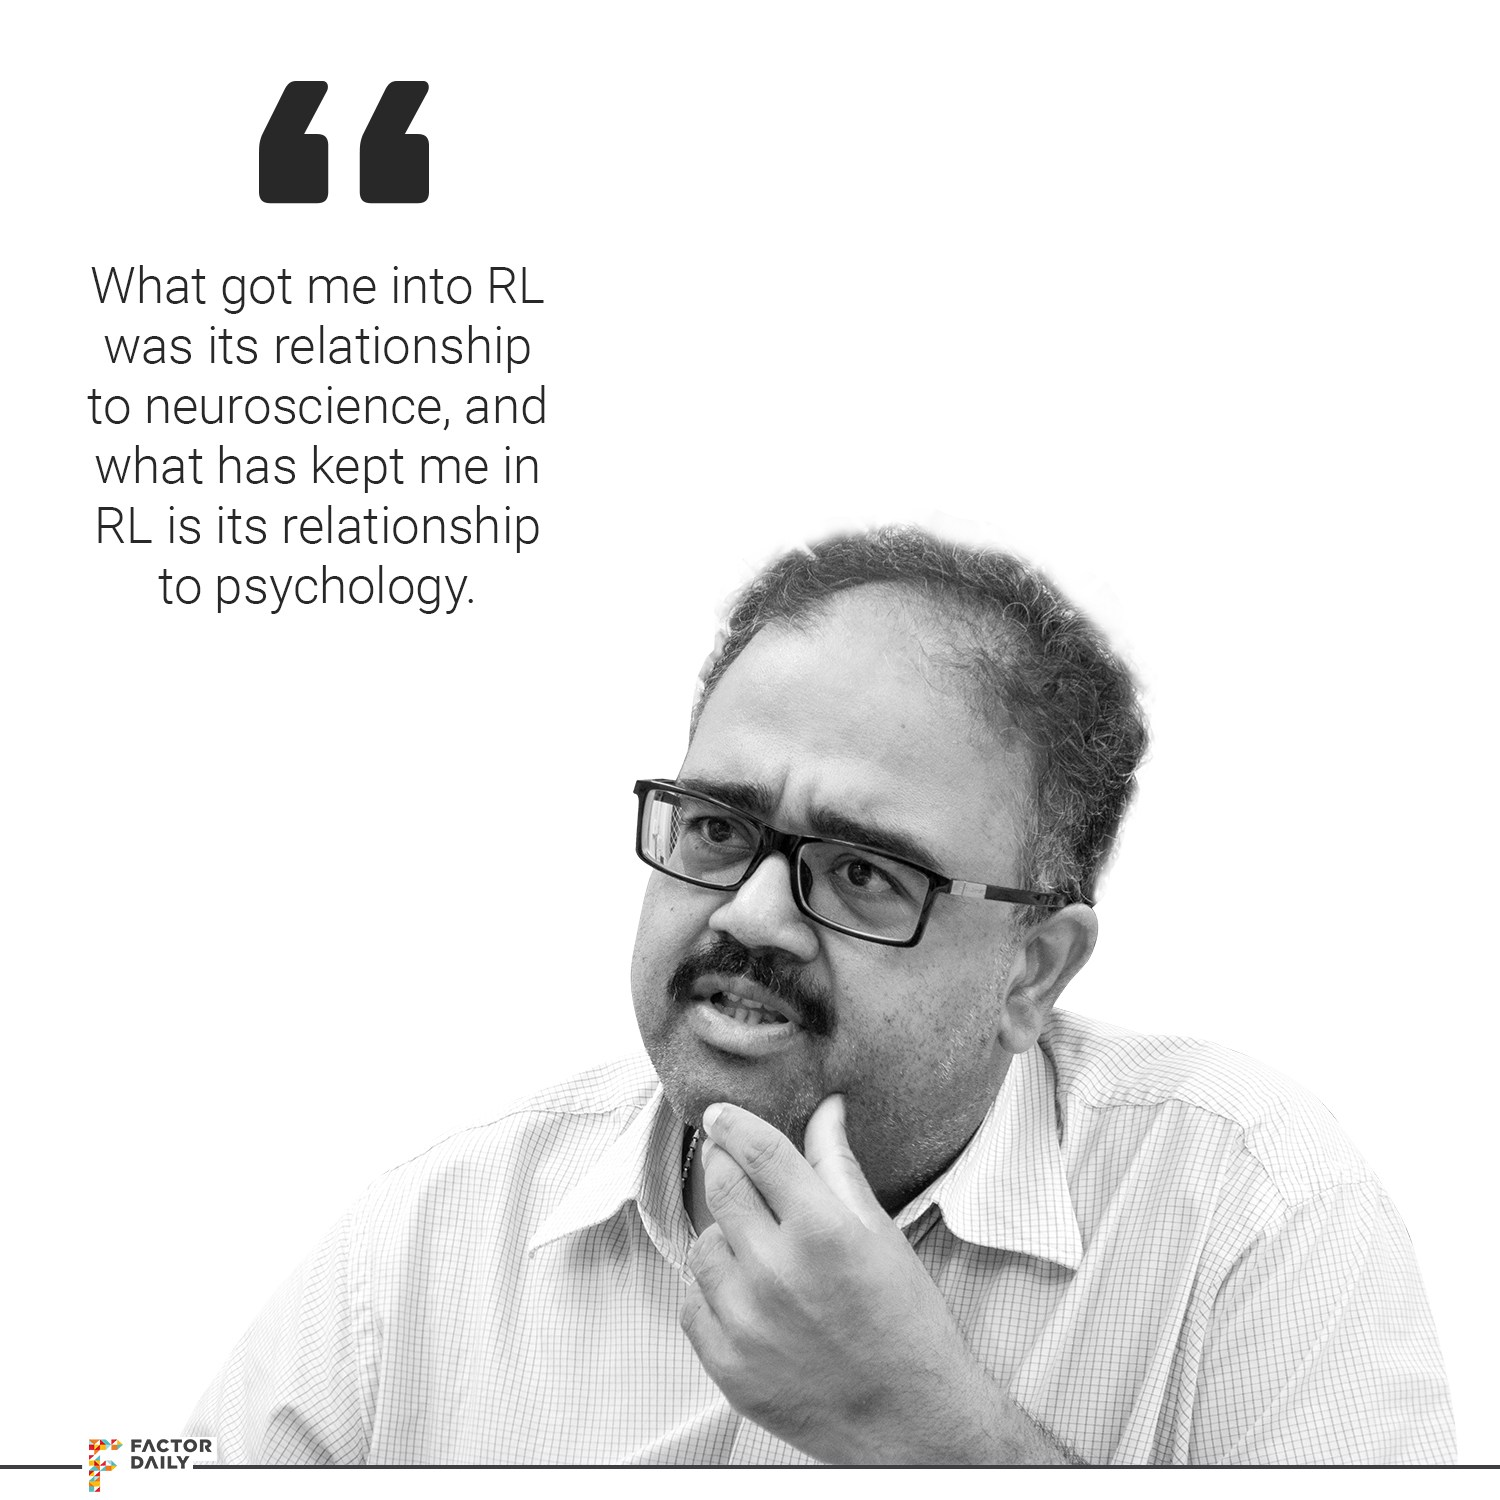 “
What got me into RL
was its relationship
to neuroscience, and
what has kept me in
RL is its relationship
to psychology.
FACTOR
DAILY